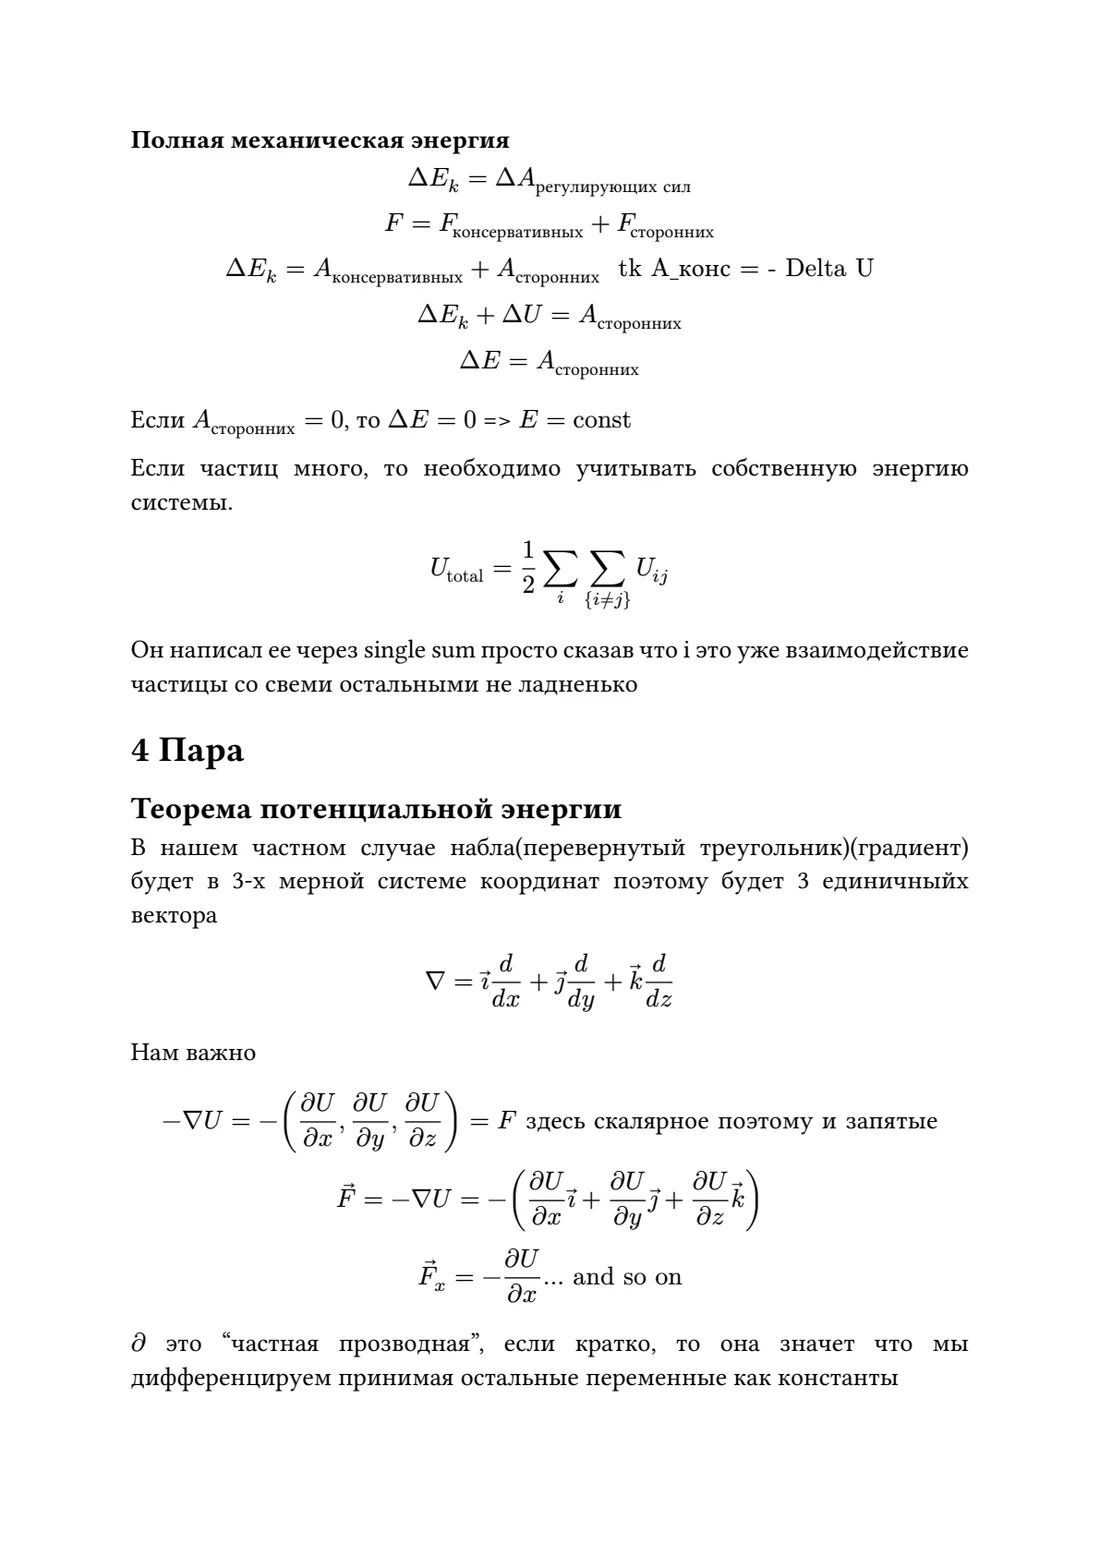 Полная механическая энергия
ΔE_k = ΔA_регулирующих сил
F = F_консервативных + F_сторонних
ΔE_k = A_консервативных + A_сторонних tk A_конс = - Delta U
ΔE_k + ΔU = A_сторонних
ΔE = A_сторонних
Если A_сторонних = 0, то ΔE = 0 => E = const
Если частиц много, то необходимо учитывать собственную энергию
системы.
U_total = 1/2 ∑_i ∑_{i≠j} U_ij
Он написал ее через single sum просто сказав что i это уже взаимодействие
частицы со свеми остальными не ладненько
4 Пара
Теорема потенциальной энергии
В нашем частном случае набла(перевернутый треугольник)(градиент)
будет в 3-х мерной системе координат поэтому будет 3 единичныйх
вектора
∇ = i⃗ d/dx + j⃗ d/dy + k⃗ d/dz
Нам важно
−∇U = −(∂U/∂x, ∂U/∂y, ∂U/∂z) = F здесь скалярное поэтому и запятые
F⃗ = −∇U = −(∂U/∂x i⃗ + ∂U/∂y j⃗ + ∂U/∂z k⃗)
F⃗_x = −∂U/∂x... and so on
∂ это “частная прозводная”, если кратко, то она значет что мы
дифференцируем принимая остальные переменные как константы